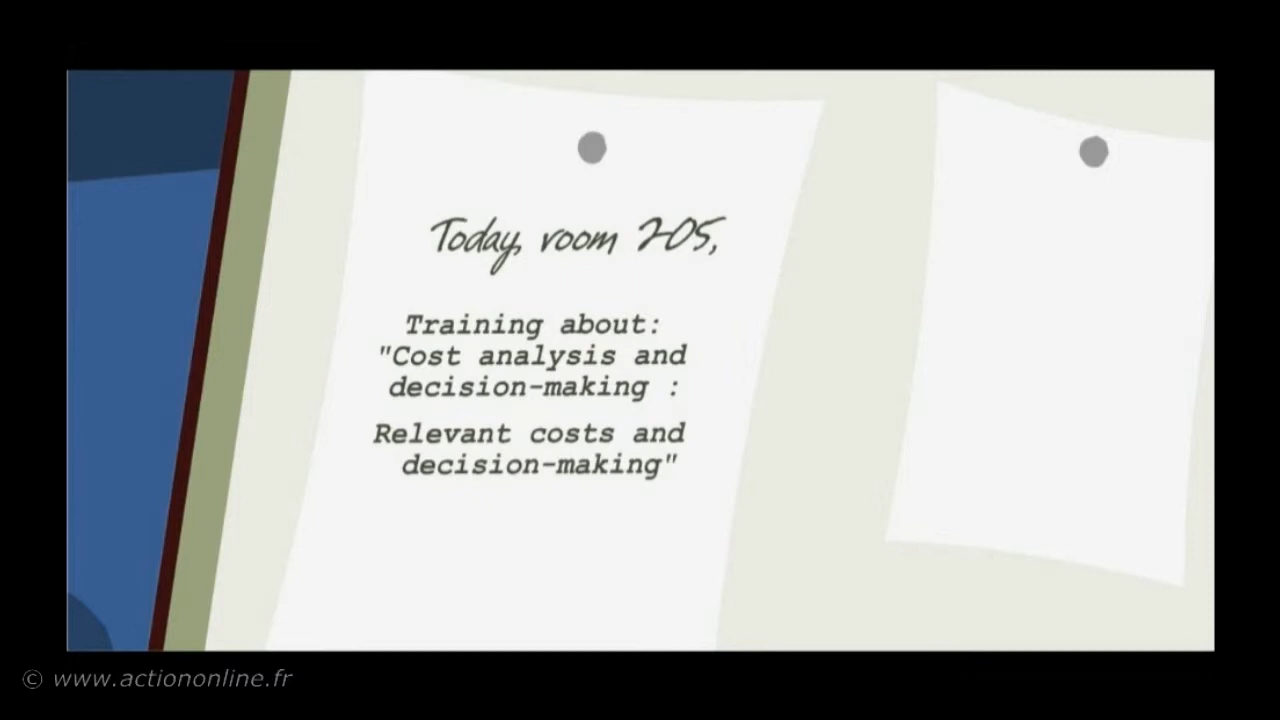 Today, room 205,
Training about:
"Cost analysis and
decision-making :
Relevant costs and
decision-making"
© www.actiononline.fr